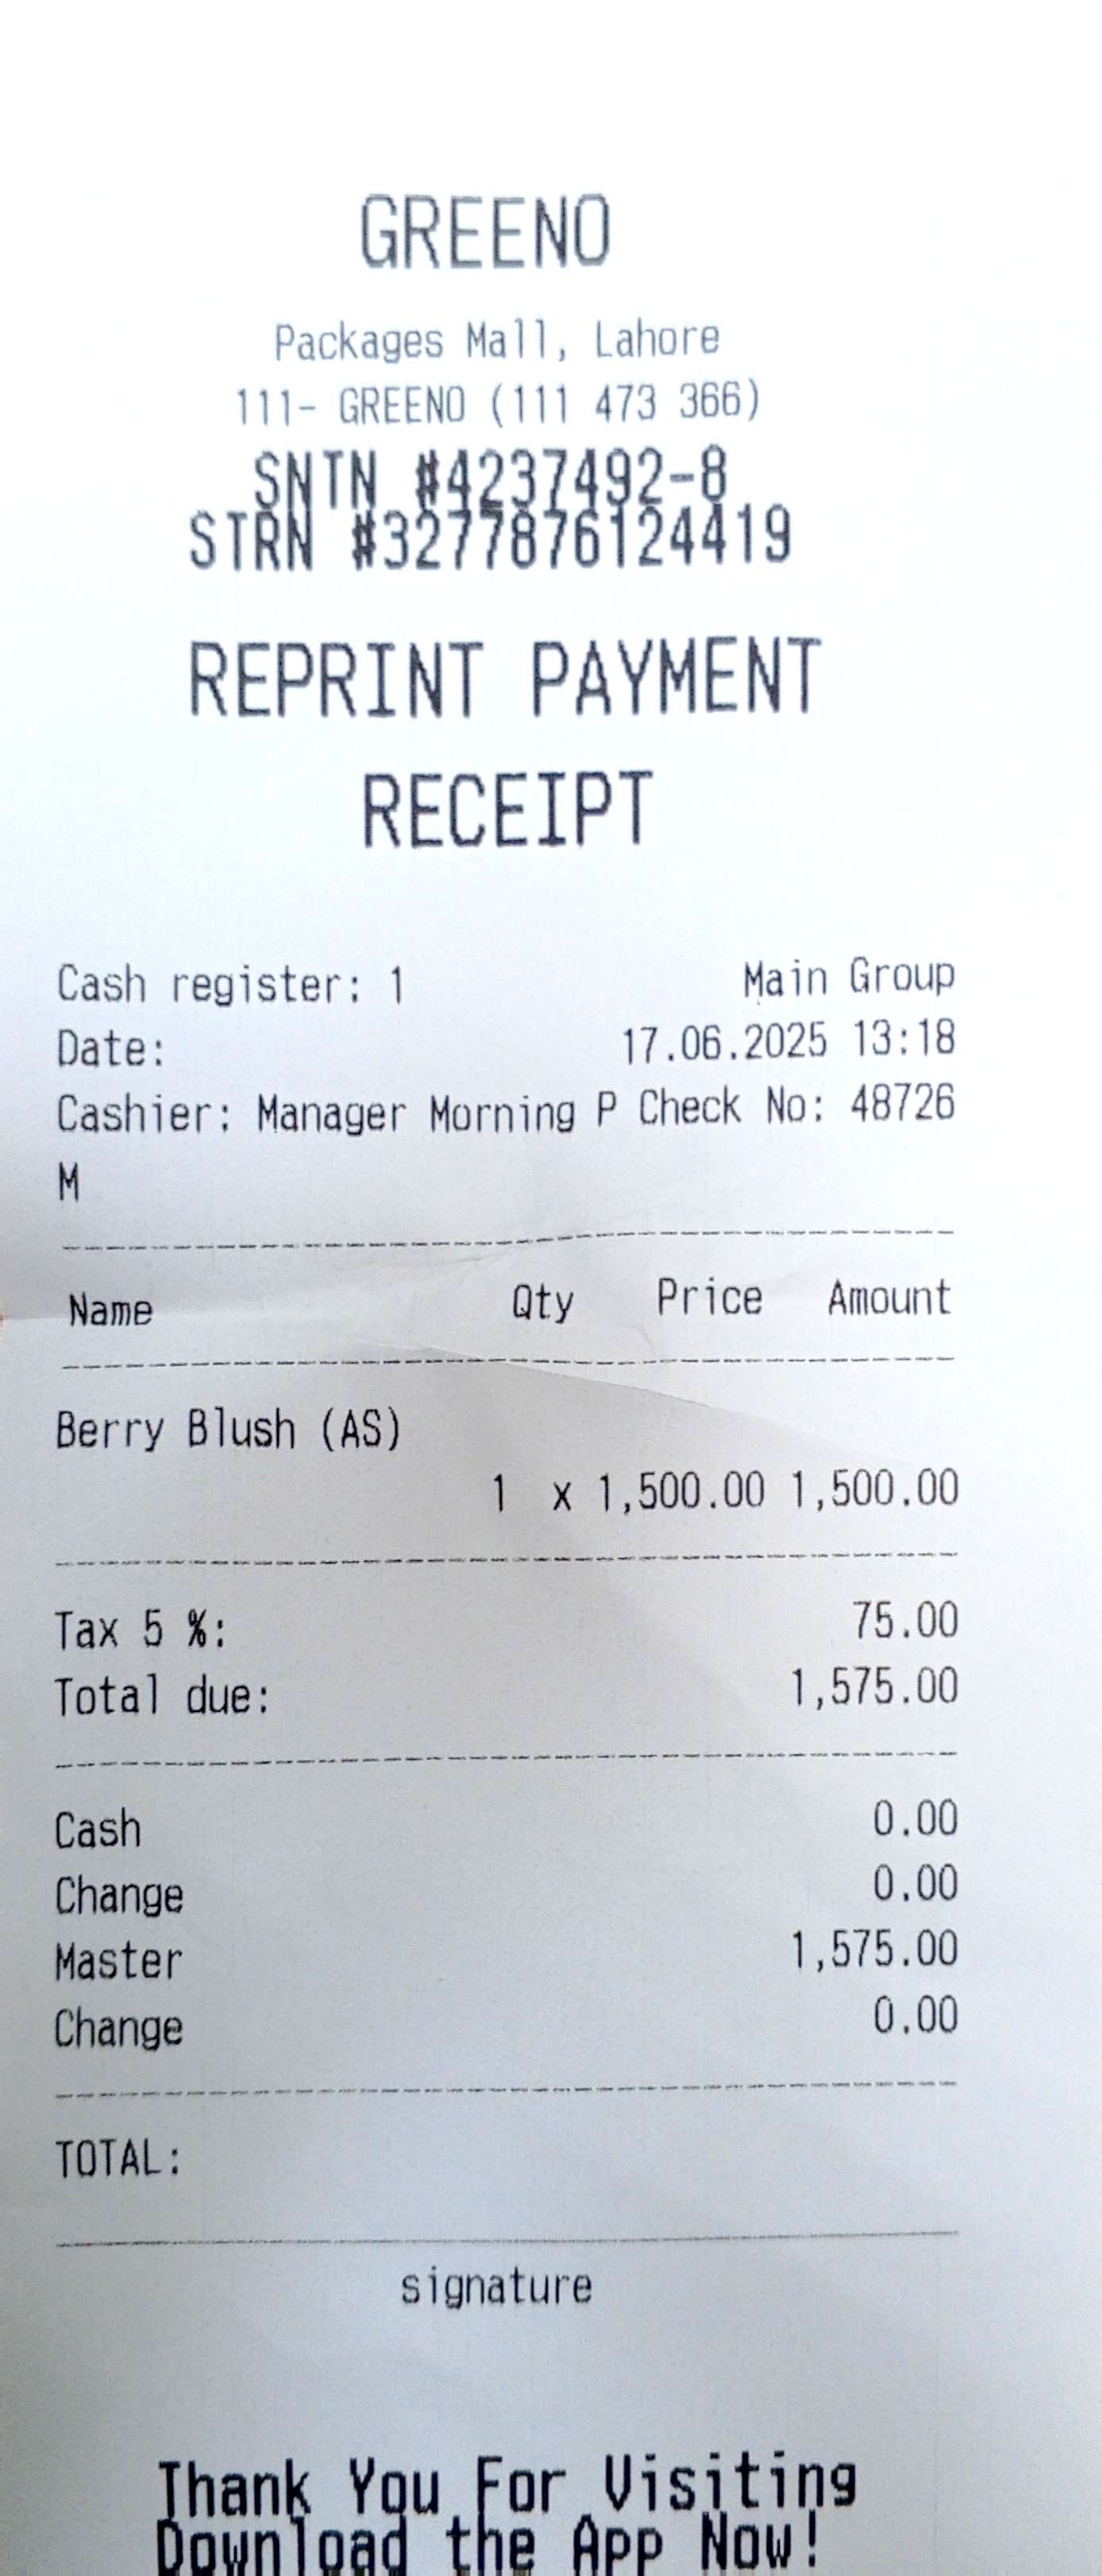 GREENO
Packages Mall, Lahore
111- GREENO (111 473 366)
SNTN #4237492-8
STRN #3277876124419
REPRINT PAYMENT
RECEIPT
Cash register: 1 Main Group
Date: 17.06.2025 13:18
Cashier: Manager Morning P Check No: 48726
M
Name Qty Price Amount
Berry Blush (AS)
1 x 1,500.00 1,500.00
Tax 5 %: 75.00
Total due: 1,575.00
Cash 0.00
Change 0.00
Master 1,575.00
Change 0.00
TOTAL:
signature
Thank You For Visiting
Download the App Now!